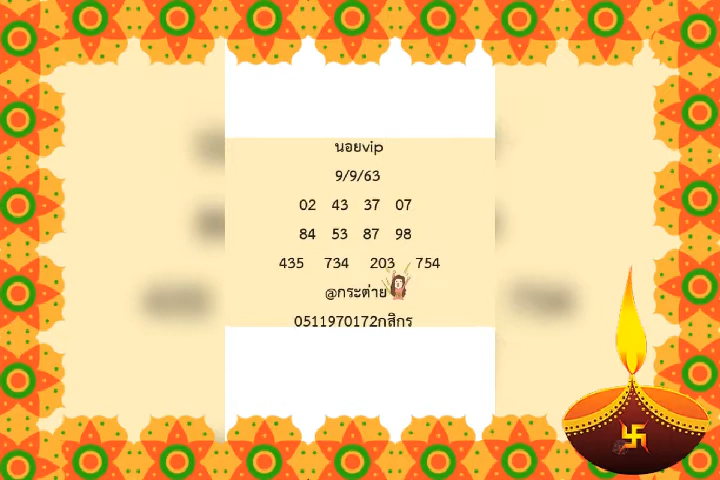 นอยvip
9/9/63
02 43 37 07
84 53 87 98
435 734 203 754
@กระต่าย
0511970172กสิกร